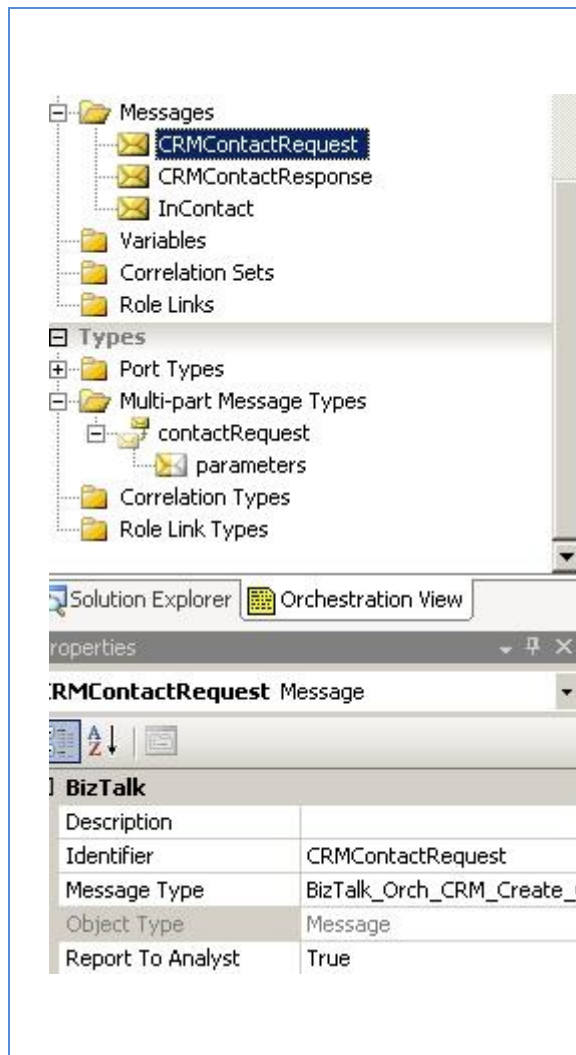 Messages
CRMContactRequest
CRMContactResponse
InContact
Variables
Correlation Sets
Role Links
Types
Port Types
Multi-part Message Types
contactRequest
parameters
Correlation Types
Role Link Types
Solution Explorer Orchestration View
roperties
CRMContactRequest Message
A Z
BizTalk
Description
Identifier CRMContactRequest
Message Type BizTalk_Orch_CRM_Create_
Object Type Message
Report To Analyst True